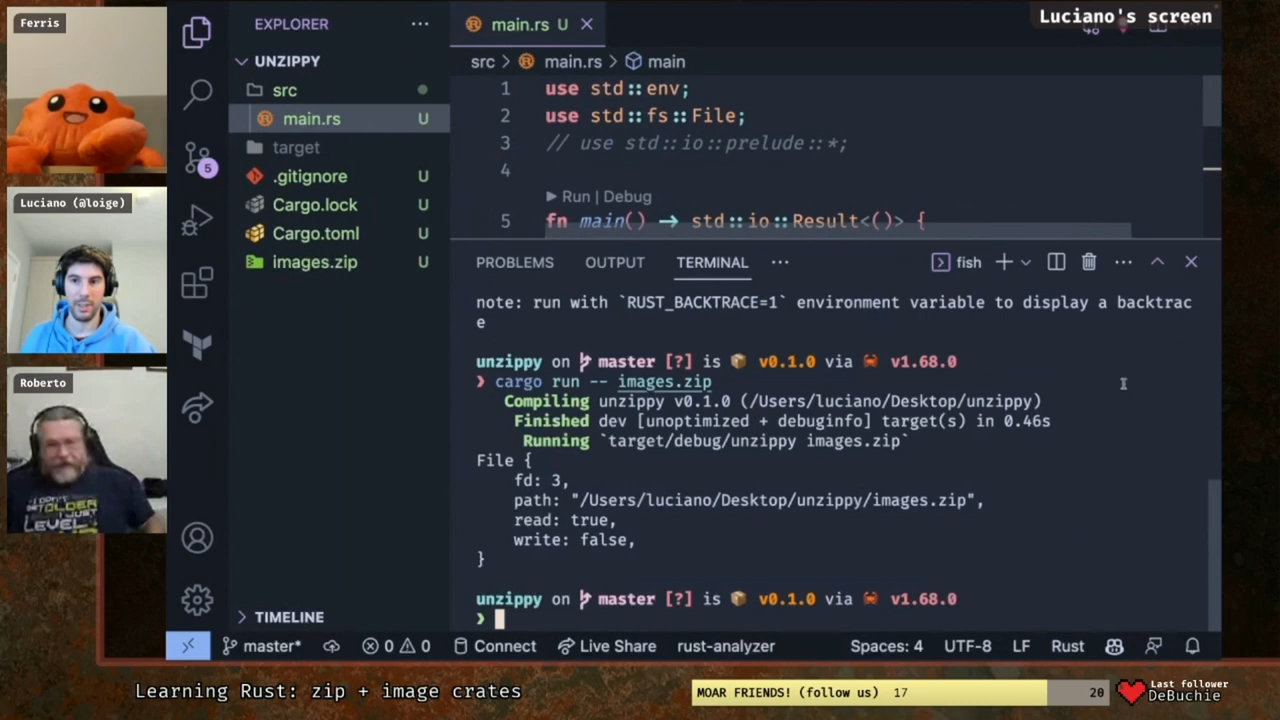 Ferris
Luciano (@loige)
Roberto
EXPLORER
UNZIPPY
src
main.rs U
target
.gitignore U
Cargo.lock U
Cargo.toml U
images.zip U
TIMELINE
5
main.rs U
Luciano's screen
src > main.rs > main
1 use std::env;
2 use std::fs::File;
3 // use std::io::prelude::*;
4
Run | Debug
5 fn main() → std::io::Result<()> {
PROBLEMS OUTPUT TERMINAL ··· fish
note: run with `RUST_BACKTRACE=1` environment variable to display a backtrac
e
unzippy on master [?] is 📦 v0.1.0 via 🦀 v1.68.0
❯ cargo run -- images.zip
Compiling unzippy v0.1.0 (/Users/luciano/Desktop/unzippy)
Finished dev [unoptimized + debuginfo] target(s) in 0.46s
Running `target/debug/unzippy images.zip`
File {
fd: 3,
path: "/Users/luciano/Desktop/unzippy/images.zip",
read: true,
write: false,
}
unzippy on master [?] is 📦 v0.1.0 via 🦀 v1.68.0
❯
master* 0 0 Connect Live Share rust-analyzer Spaces: 4 UTF-8 LF Rust
I DON'T
GET OLDER
I JUST
LEVEL
Learning Rust: zip + image crates
MOAR FRIENDS! (follow us) 17 20
Last follower
DeBuchie